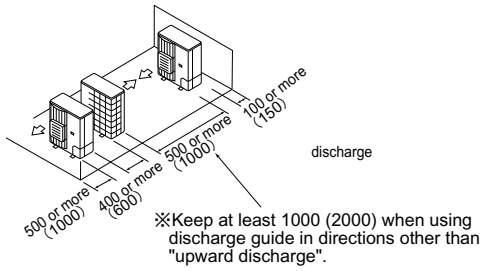 100 or more
(150)
500 or more
(1000)
400 or more
(600)
500 or more
(1000)
discharge
※Keep at least 1000 (2000) when using
discharge guide in directions other than
"upward discharge".